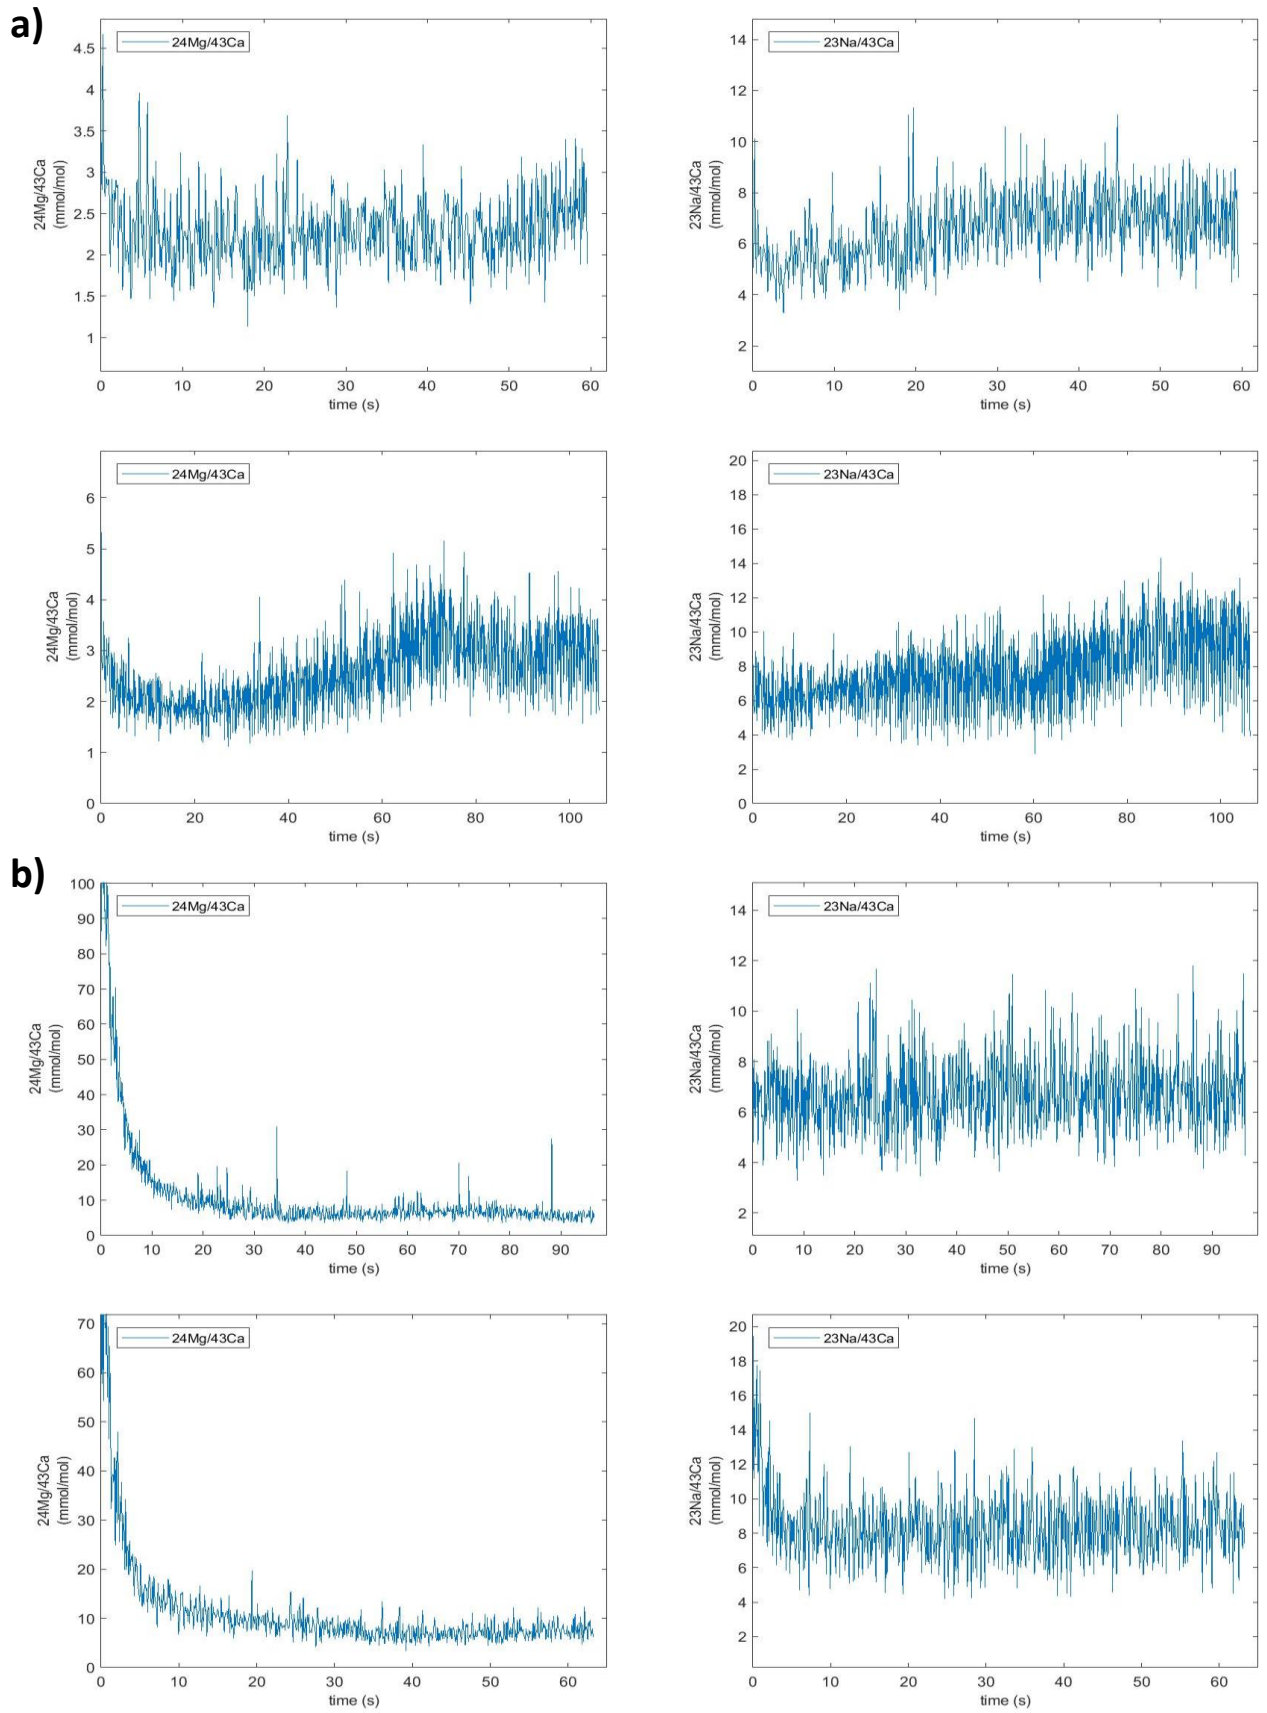 a)
24Mg/43Ca
24Mg/43Ca
(mmol/mol)
4.5
4
3.5
3
2.5
2
1.5
1
0 10 20 30 40 50 60
time (s)
23Na/43Ca
23Na/43Ca
(mmol/mol)
14
12
10
8
6
4
2
0 10 20 30 40 50 60
time (s)
24Mg/43Ca
24Mg/43Ca
(mmol/mol)
6
5
4
3
2
1
0
0 20 40 60 80 100
time (s)
23Na/43Ca
23Na/43Ca
(mmol/mol)
20
18
16
14
12
10
8
6
4
2
0
0 20 40 60 80 100
time (s)
b)
24Mg/43Ca
24Mg/43Ca
(mmol/mol)
100
90
80
70
60
50
40
30
20
10
0
0 10 20 30 40 50 60 70 80 90
time (s)
23Na/43Ca
23Na/43Ca
(mmol/mol)
14
12
10
8
6
4
2
0 10 20 30 40 50 60 70 80 90
time (s)
24Mg/43Ca
24Mg/43Ca
(mmol/mol)
70
60
50
40
30
20
10
0
0 10 20 30 40 50 60
time (s)
23Na/43Ca
23Na/43Ca
(mmol/mol)
20
18
16
14
12
10
8
6
4
2
0 10 20 30 40 50 60
time (s)